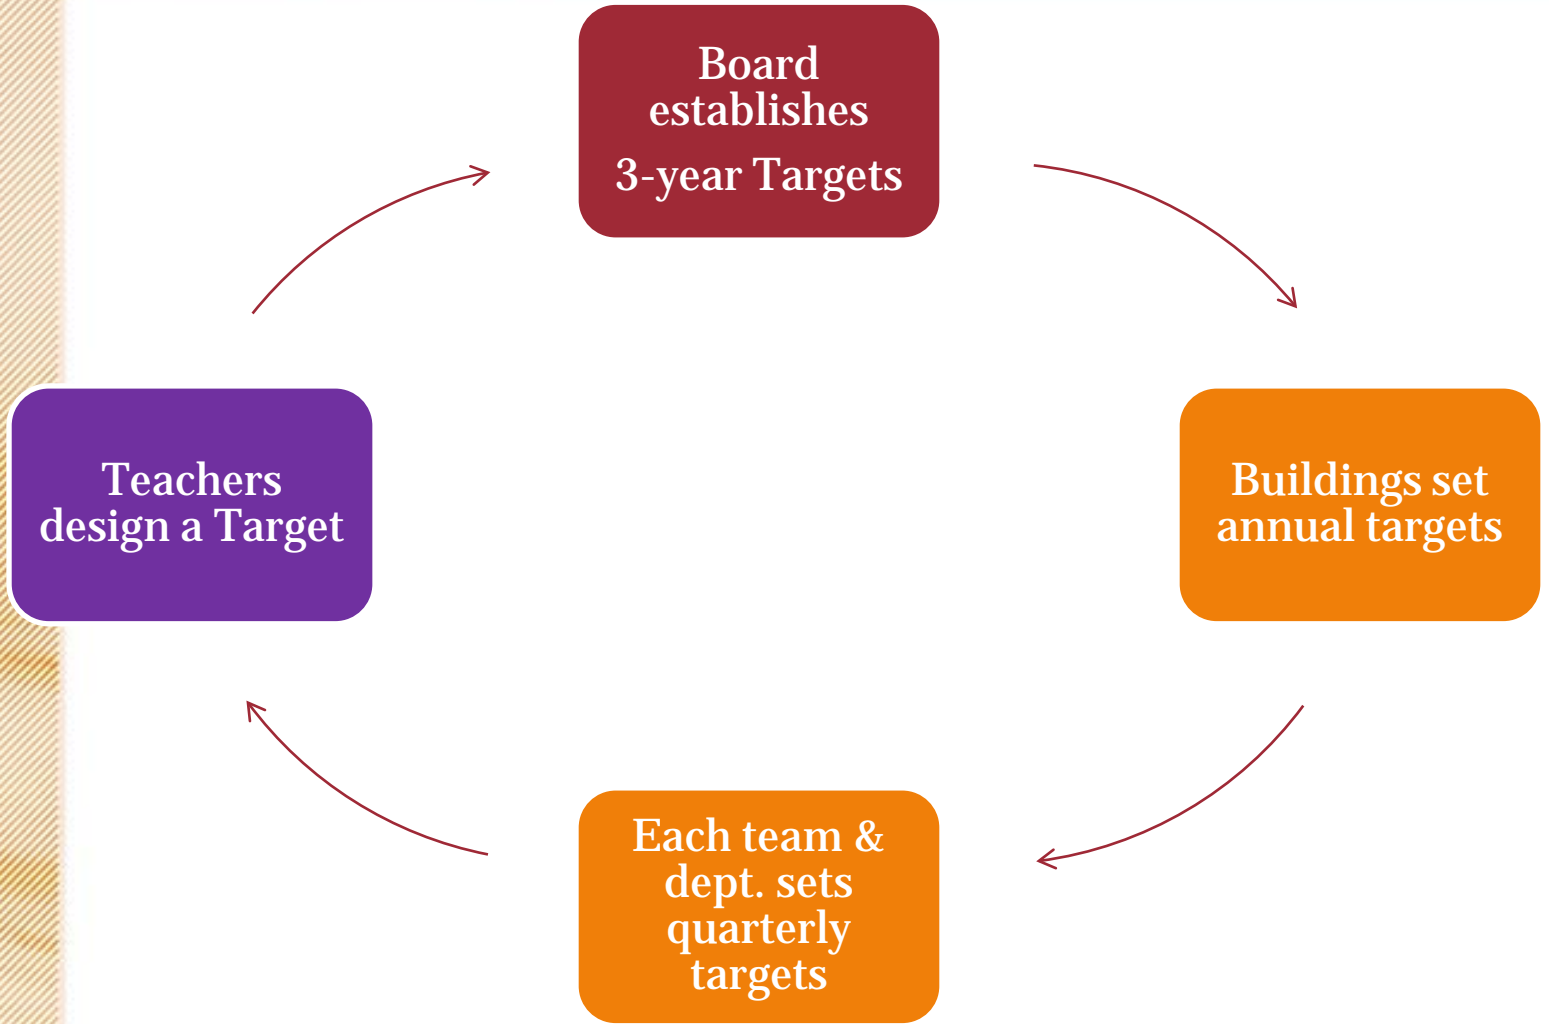 Board
establishes
3-year Targets
Buildings set
annual targets
Each team &
dept. sets
quarterly
targets
Teachers
design a Target